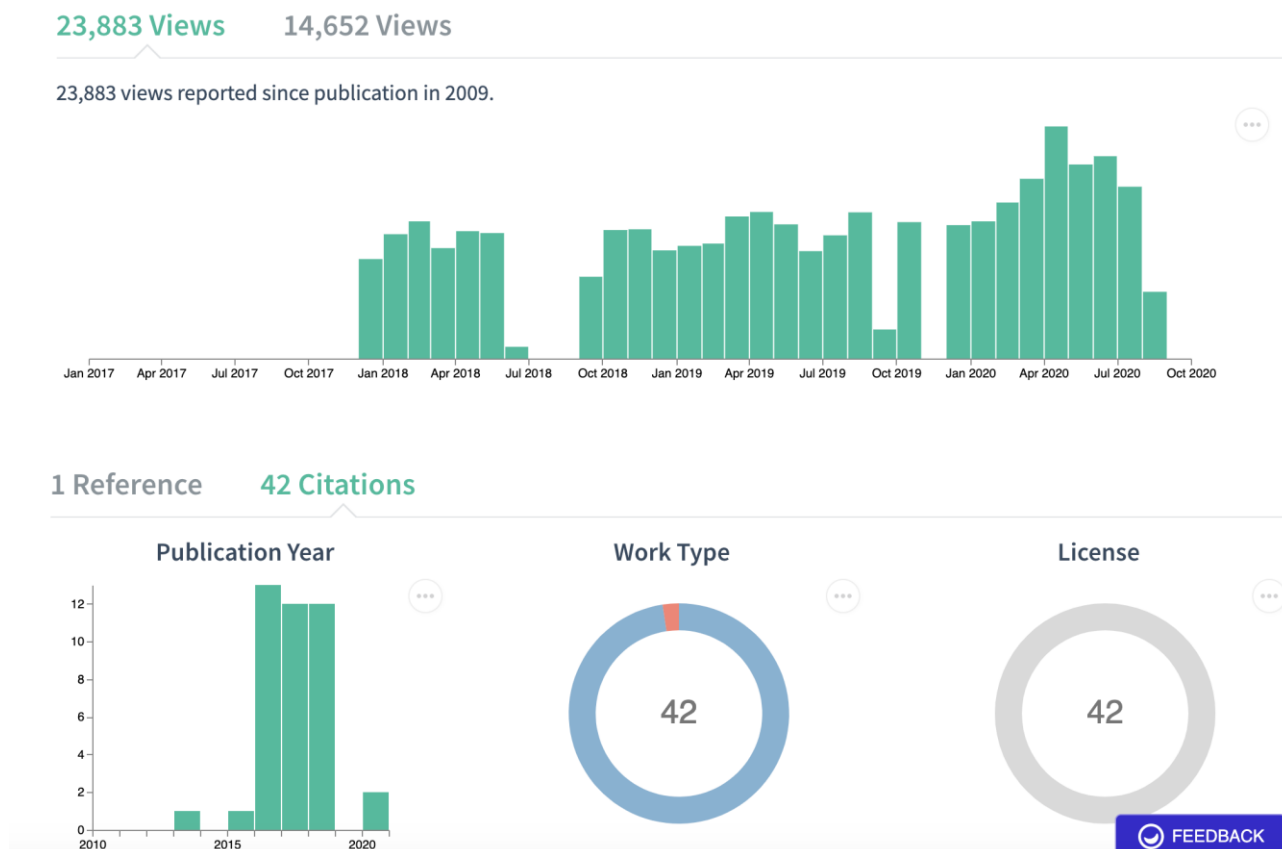 23,883 Views 14,652 Views
23,883 views reported since publication in 2009.
Jan 2017 Apr 2017 Jul 2017 Oct 2017 Jan 2018 Apr 2018 Jul 2018 Oct 2018 Jan 2019 Apr 2019 Jul 2019 Oct 2019 Jan 2020 Apr 2020 Jul 2020 Oct 2020
1 Reference 42 Citations
Publication Year Work Type License
12
10
8
6
42 42
4
2
0
2010 2015 2020
FEEDBACK